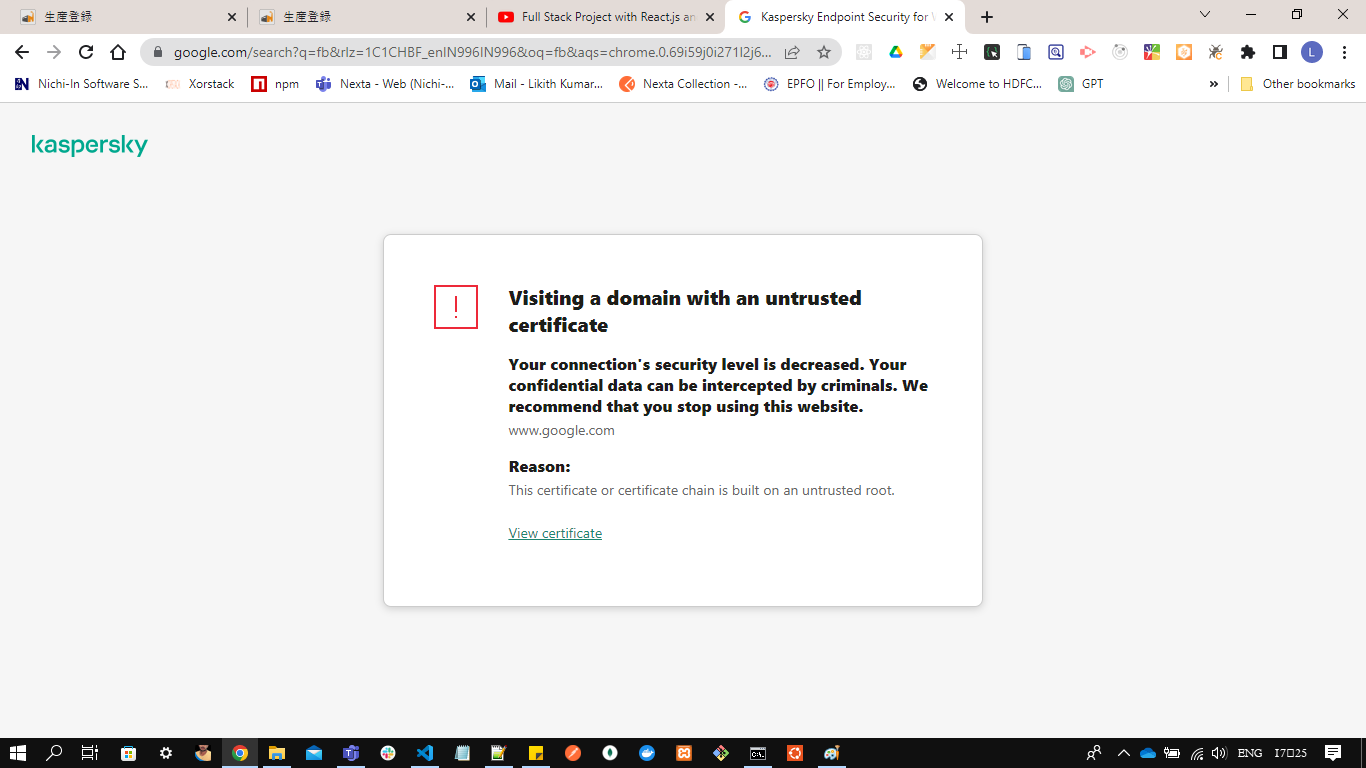 生産登録
生産登録
Full Stack Project with React.js an
Kaspersky Endpoint Security for W
google.com/search?q=fb&rlz=1C1CHBF_enIN996IN996&oq=fb&aqs=chrome.0.69i59j0i271l2j6...
L
Nichi-In Software S...
Xorstack
npm
Nexta - Web (Nichi-...
Mail - Likith Kumar...
Nexta Collection -...
EPFO || For Employ...
Welcome to HDFC...
GPT
»
Other bookmarks
kaspersky
Visiting a domain with an untrusted
certificate
Your connection's security level is decreased. Your
confidential data can be intercepted by criminals. We
recommend that you stop using this website.
www.google.com
Reason:
This certificate or certificate chain is built on an untrusted root.
View certificate
ENG
17□25